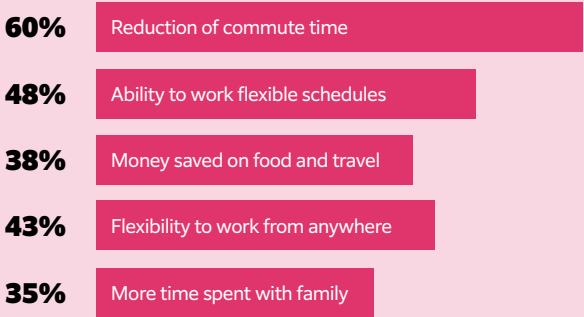 60% Reduction of commute time
48% Ability to work flexible schedules
38% Money saved on food and travel
43% Flexibility to work from anywhere
35% More time spent with family